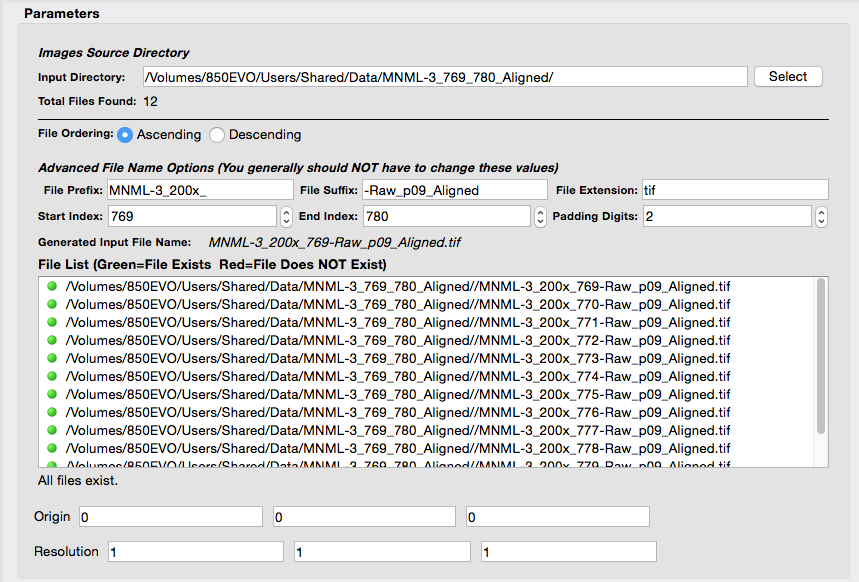 Parameters
Images Source Directory
Input Directory: /Volumes/850EVO/Users/Shared/Data/MNML-3_769_780_Aligned/ Select
Total Files Found: 12
File Ordering: Ascending Descending
Advanced File Name Options (You generally should NOT have to change these values)
File Prefix: MNML-3_200x_ File Suffix: -Raw_p09_Aligned File Extension: tif
Start Index: 769 End Index: 780 Padding Digits: 2
Generated Input File Name: MNML-3_200x_769-Raw_p09_Aligned.tif
File List (Green=File Exists Red=File Does NOT Exist)
/Volumes/850EVO/Users/Shared/Data/MNML-3_769_780_Aligned//MNML-3_200x_769-Raw_p09_Aligned.tif
/Volumes/850EVO/Users/Shared/Data/MNML-3_769_780_Aligned//MNML-3_200x_770-Raw_p09_Aligned.tif
/Volumes/850EVO/Users/Shared/Data/MNML-3_769_780_Aligned//MNML-3_200x_771-Raw_p09_Aligned.tif
/Volumes/850EVO/Users/Shared/Data/MNML-3_769_780_Aligned//MNML-3_200x_772-Raw_p09_Aligned.tif
/Volumes/850EVO/Users/Shared/Data/MNML-3_769_780_Aligned//MNML-3_200x_773-Raw_p09_Aligned.tif
/Volumes/850EVO/Users/Shared/Data/MNML-3_769_780_Aligned//MNML-3_200x_774-Raw_p09_Aligned.tif
/Volumes/850EVO/Users/Shared/Data/MNML-3_769_780_Aligned//MNML-3_200x_775-Raw_p09_Aligned.tif
/Volumes/850EVO/Users/Shared/Data/MNML-3_769_780_Aligned//MNML-3_200x_776-Raw_p09_Aligned.tif
/Volumes/850EVO/Users/Shared/Data/MNML-3_769_780_Aligned//MNML-3_200x_777-Raw_p09_Aligned.tif
/Volumes/850EVO/Users/Shared/Data/MNML-3_769_780_Aligned//MNML-3_200x_778-Raw_p09_Aligned.tif
/Volumes/850EVO/Users/Shared/Data/MNML-3_769_780_Aligned//MNML-3_200x_779-Raw_p09_Aligned.tif
All files exist.
Origin 0 0 0
Resolution 1 1 1